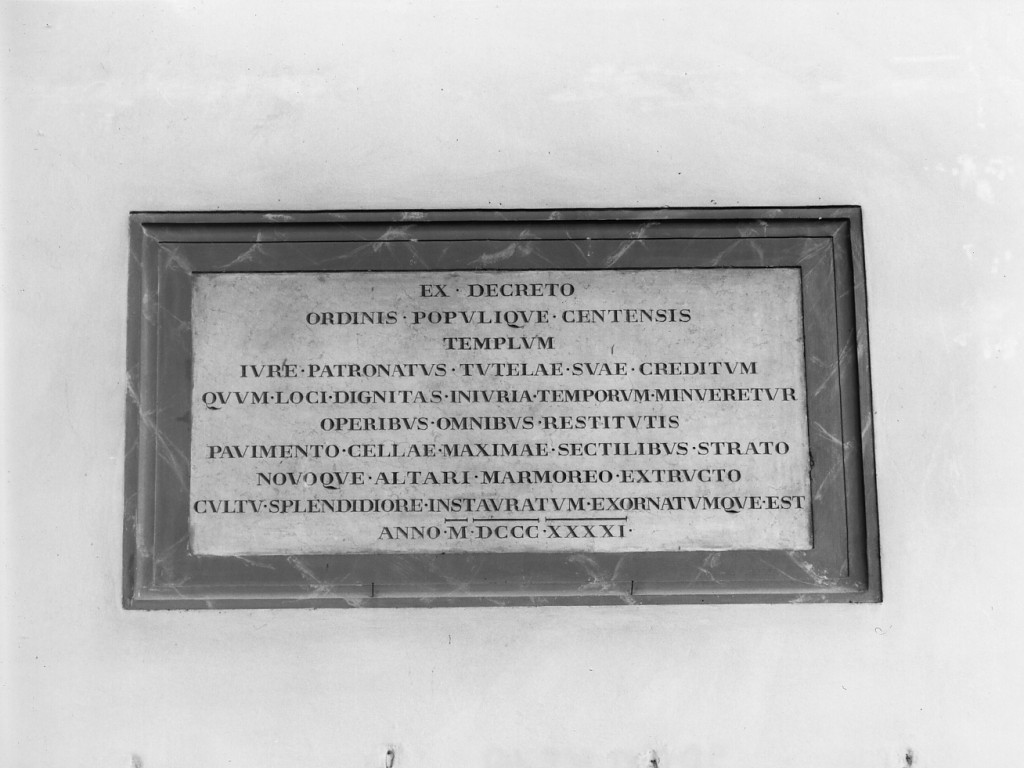 EX · DECRETO
ORDINIS · POPVLIQVE · CENTENSIS
TEMPLVM
IVRE · PATRONATVS · TVTELAE · SVAE · CREDITVM
QVVM · LOCI · DIGNITAS · INIVRIA · TEMPORVM · MINVERETVR
OPERIBVS · OMNIBVS · RESTITVTIS
PAVIMENTO · CELLAE · MAXIMAE · SECTILIBVS · STRATO
NOVOQVE · ALTARI · MARMOREO · EXTRVCTO
CVLTV · SPLENDIDIORE · INSTAVRATVM · EXORNATVMQVE · EST
ANNO · M · DCCC · XXXXI ·